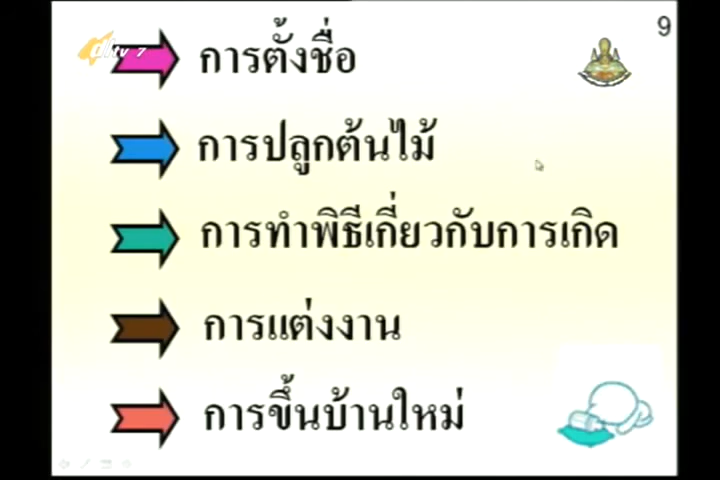 dltv 7
9
การตั้งชื่อ
การปลูกต้นไม้
การทำพิธีเกี่ยวกับการเกิด
การแต่งงาน
การขึ้นบ้านใหม่